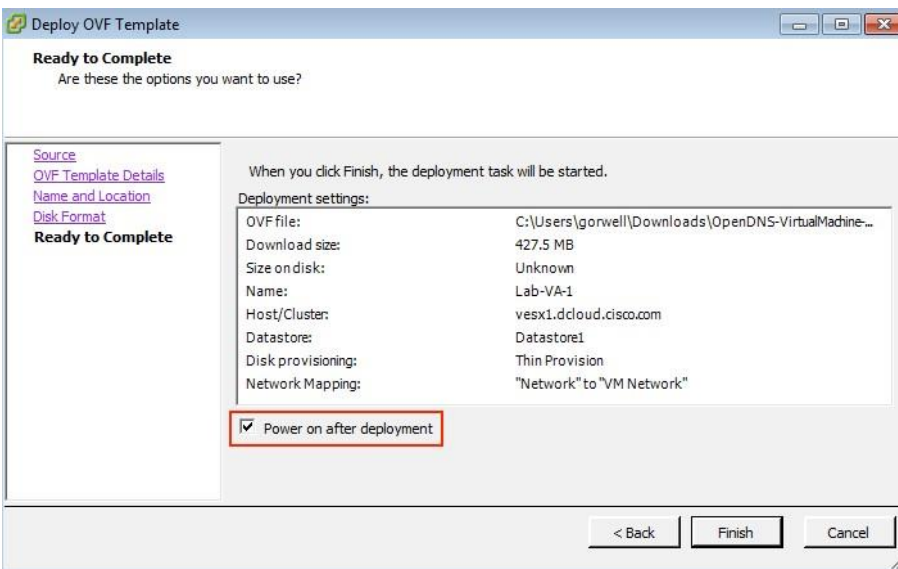 Deploy OVF Template
Ready to Complete
Are these the options you want to use?
Source
OVF Template Details
Name and Location
Disk Format
Ready to Complete
When you click Finish, the deployment task will be started.
Deployment settings:
OVF file: C:\Users\gorwell\Downloads\OpenDNS-VirtualMachine-...
Download size: 427.5 MB
Size on disk: Unknown
Name: Lab-VA-1
Host/Cluster: vesx1.dcloud.cisco.com
Datastore: Datastore1
Disk provisioning: Thin Provision
Network Mapping: "Network" to "VM Network"
Power on after deployment
< Back Finish Cancel